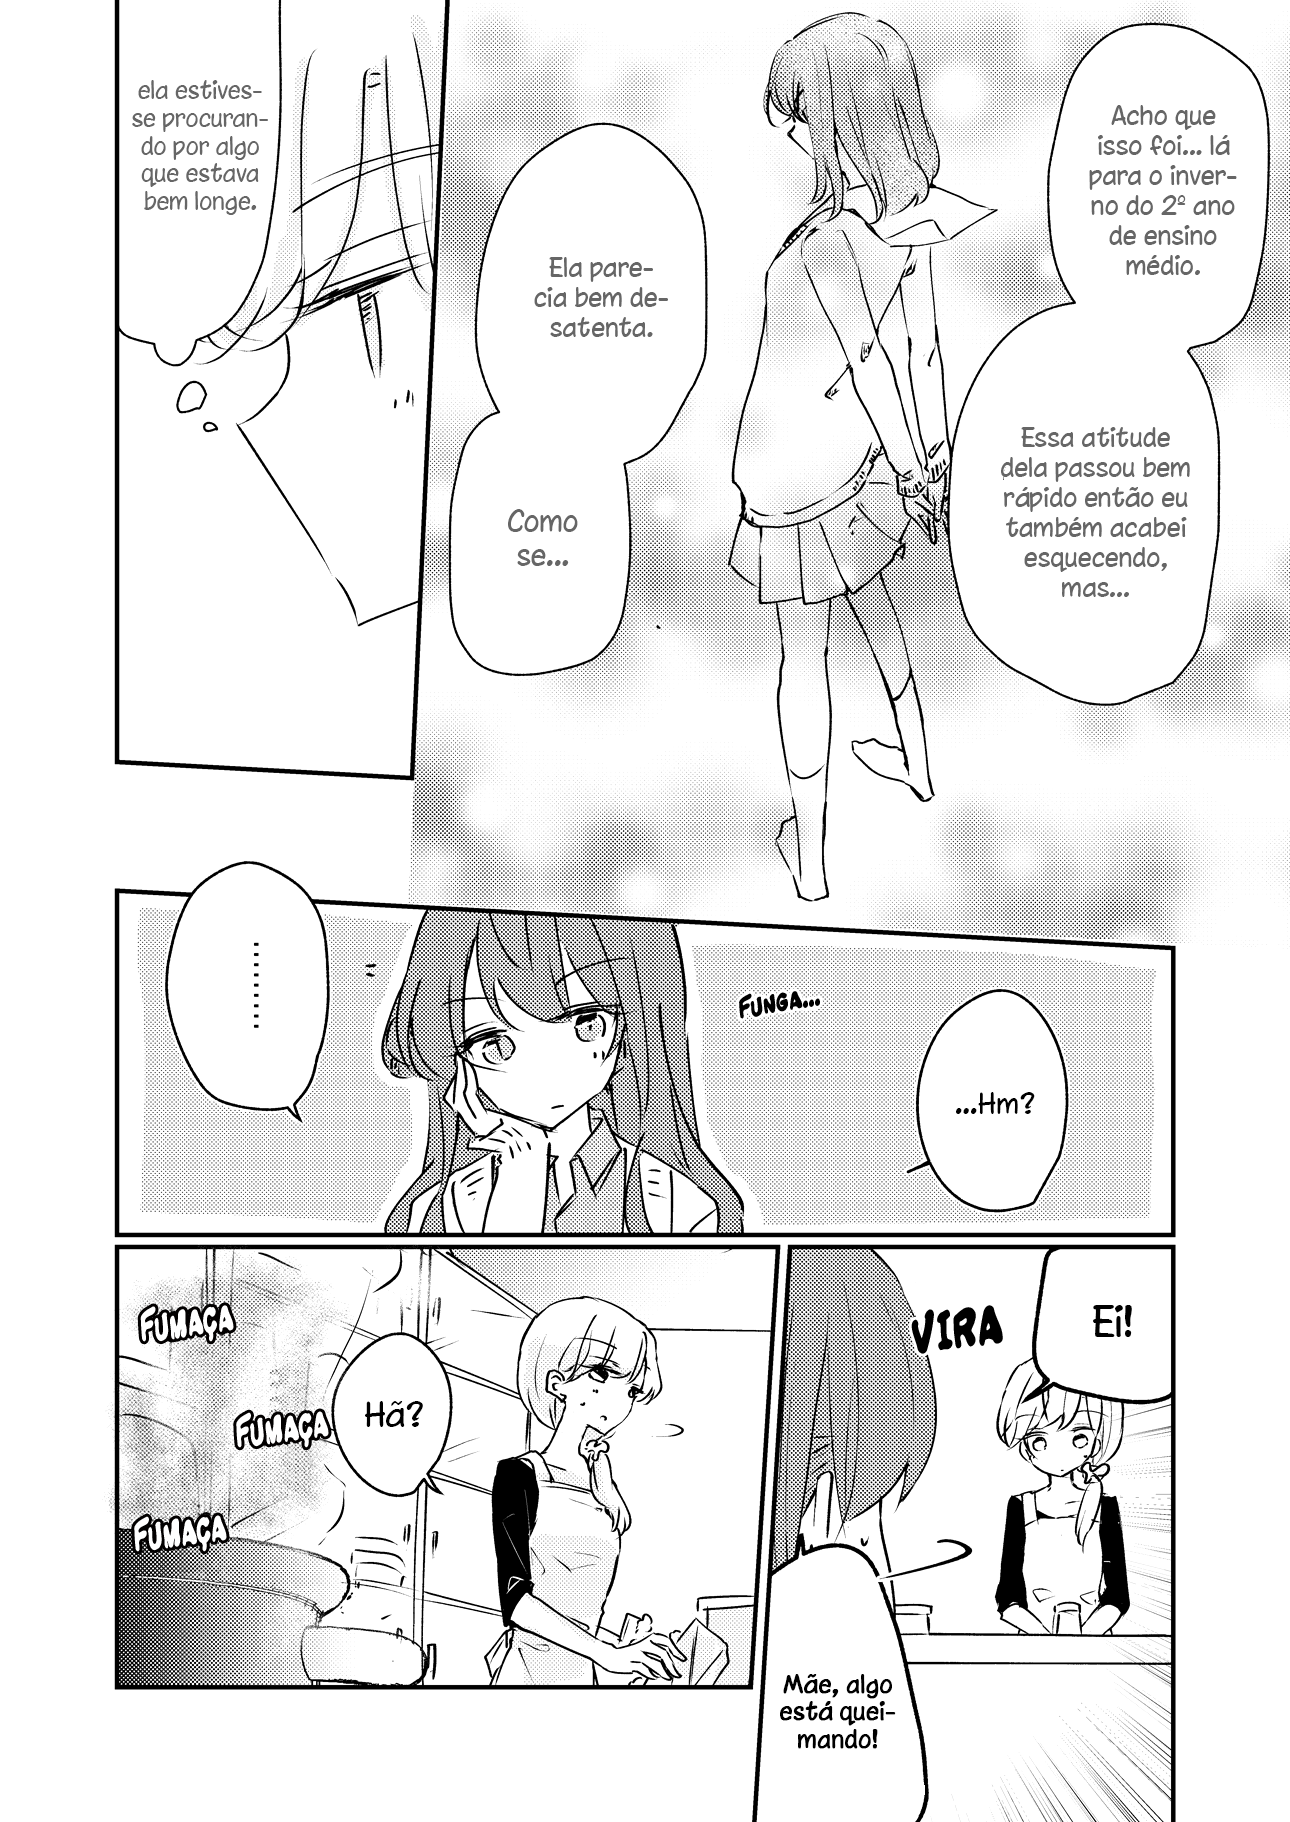 Acho que
isso foi... lá
para o inver-
no do 2º ano
de ensino
médio.
Essa atitude
dela passou bem
rápido então eu
também acabei
esquecendo,
mas...
Ela pare-
cia bem de-
satenta.
Como
se...
ela estives-
se procuran-
do por algo
que estava
bem longe.
...Hm?
FUNGA...
.........
Ei!
VIRA
Mãe, algo
está quei-
mando!
Hã?
FUMAÇA
FUMAÇA
FUMAÇA